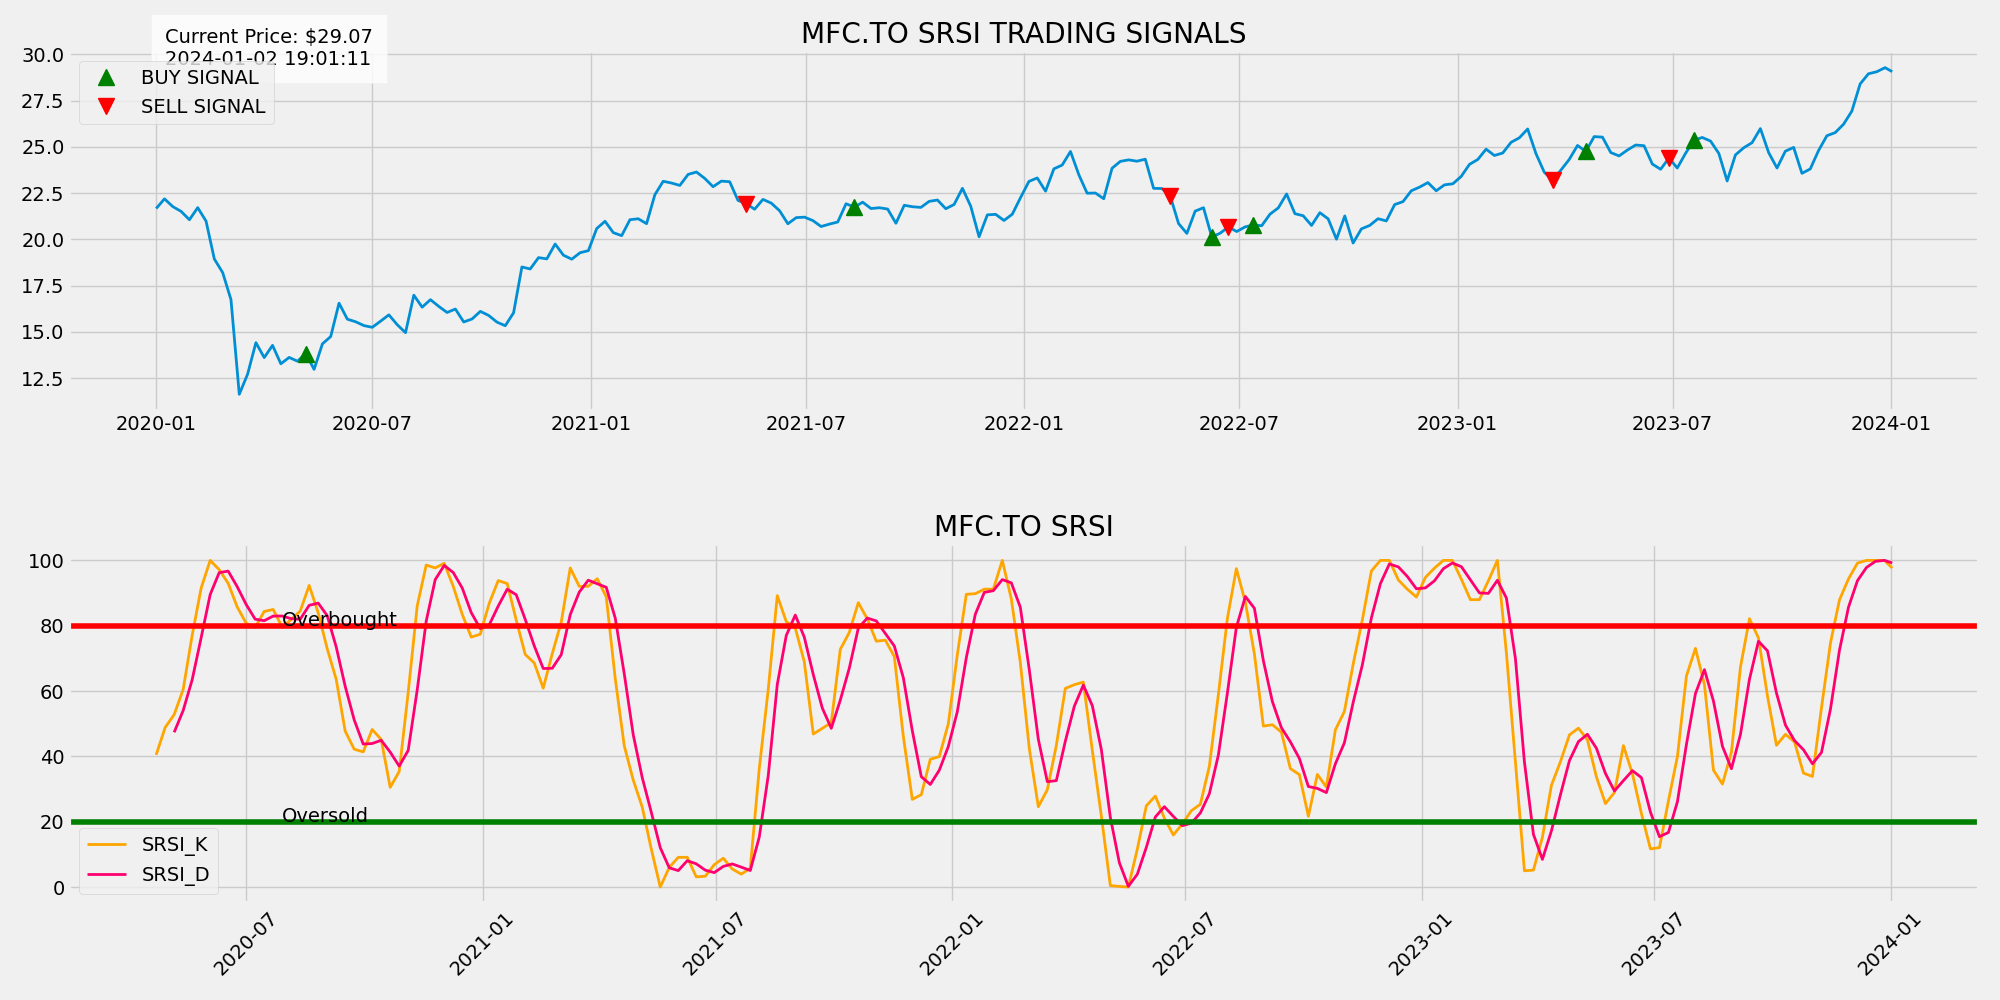 MFC.TO SRSI TRADING SIGNALS
Current Price: $29.07
2024-01-02 19:01:11
BUY SIGNAL
SELL SIGNAL
30.0
27.5
25.0
22.5
20.0
17.5
15.0
12.5
2020-01 2020-07 2021-01 2021-07 2022-01 2022-07 2023-01 2023-07 2024-01
MFC.TO SRSI
100
80
60
40
20
0
Overbought
Oversold
SRSI_K
SRSI_D
2020-07 2021-01 2021-07 2022-01 2022-07 2023-01 2023-07 2024-01